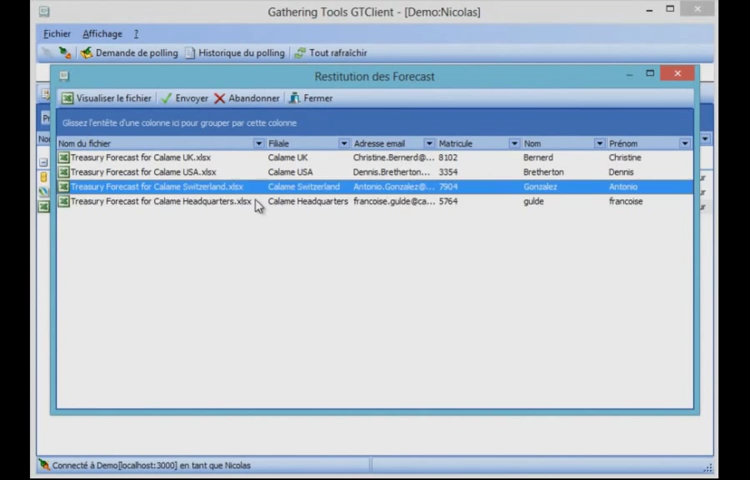 Gathering Tools GTClient - [Demo:Nicolas]
Fichier Affichage ?
Demande de polling Historique du polling Tout rafraîchir
Restitution des Forecast
Visualiser le fichier Envoyer Abandonner Fermer
Glissez l'entête d'une colonne ici pour grouper par cette colonne
Nom du fichier Filiale Adresse email Matricule Nom Prénom
Treasury Forecast for Calame UK.xlsx Calame UK Christine.Bernerd@... 8102 Bernerd Christine
Treasury Forecast for Calame USA.xlsx Calame USA Dennis.Bretherton... 3354 Bretherton Dennis
Treasury Forecast for Calame Switzerland.xlsx Calame Switzerland Antonio.Gonzalez@... 7904 Gonzalez Antonio
Treasury Forecast for Calame Headquarters.xlsx Calame Headquarters francoise.gulde@ca... 5764 gulde francoise
Connecté à Demo[localhost:3000] en tant que Nicolas